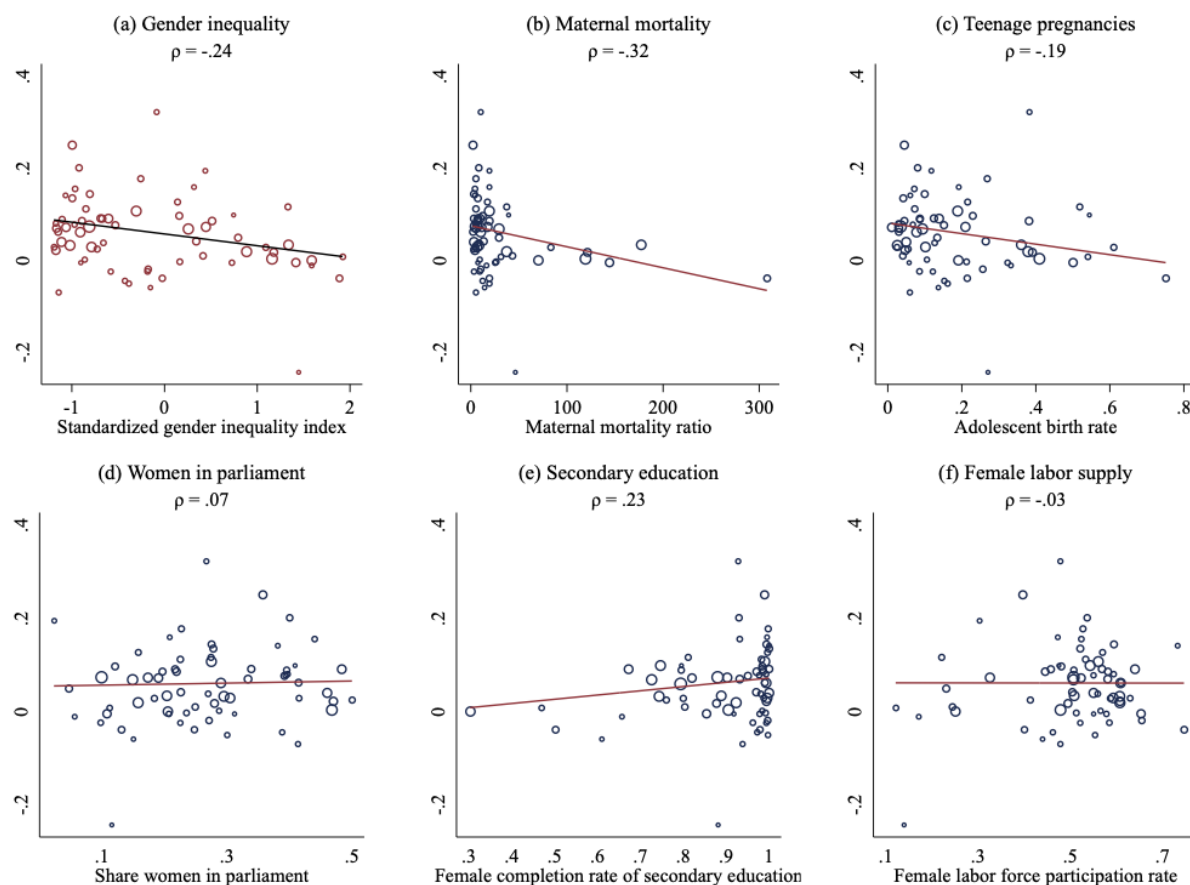 (a) Gender inequality
ρ = -.24
.4
.2
0
-.2
-1 0 1 2
Standardized gender inequality index
(b) Maternal mortality
ρ = -.32
0 100 200 300
Maternal mortality ratio
(c) Teenage pregnancies
ρ = -.19
.4
.2
0
-.2
0 .2 .4 .6 .8
Adolescent birth rate
(d) Women in parliament
ρ = .07
.4
.2
0
-.2
.1 .3 .5
Share women in parliament
(e) Secondary education
ρ = .23
.4
.2
0
-.2
.3 .4 .5 .6 .7 .8 .9 1
Female completion rate of secondary education
(f) Female labor supply
ρ = -.03
.4
.2
0
-.2
.1 .3 .5 .7
Female labor force participation rate